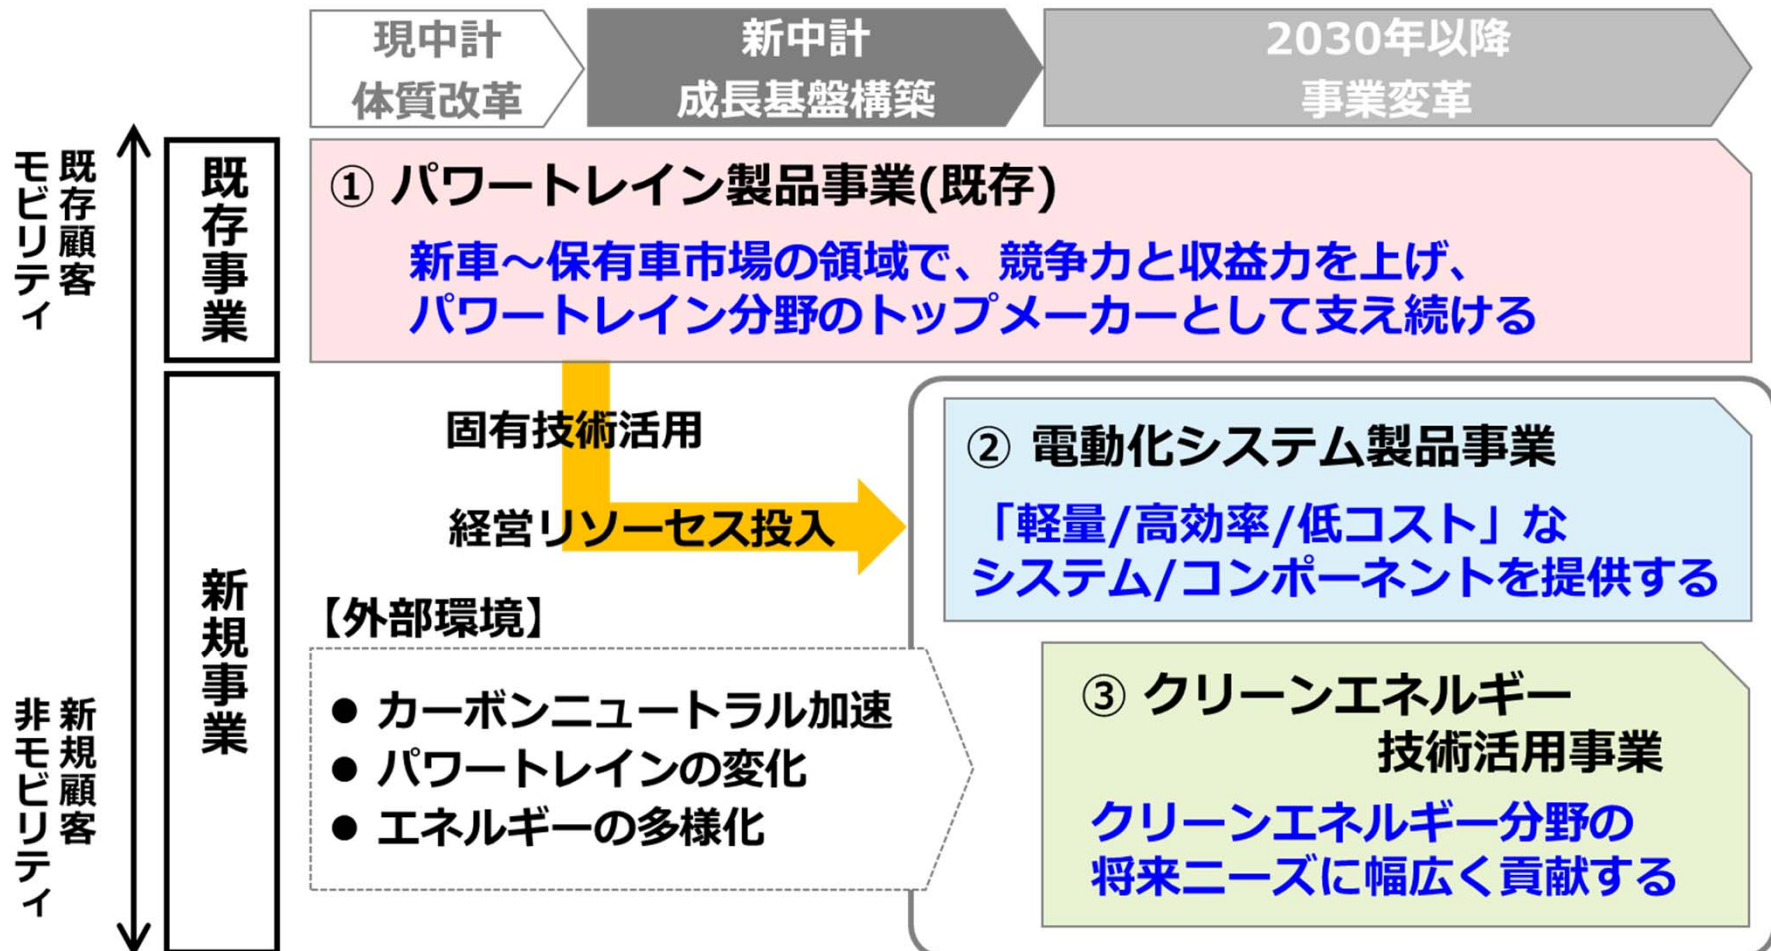 現中計
体質改革
新中計
成長基盤構築
2030年以降
事業変革
既存顧客
モビリティ
既存事業
① パワートレイン製品事業(既存)
新車～保有車市場の領域で、競争力と収益力を上げ、
パワートレイン分野のトップメーカーとして支え続ける
固有技術活用
経営リソーセス投入
新規事業
② 電動化システム製品事業
「軽量/高効率/低コスト」な
システム/コンポーネントを提供する
【外部環境】
● カーボンニュートラル加速
● パワートレインの変化
● エネルギーの多様化
③ クリーンエネルギー
技術活用事業
クリーンエネルギー分野の
将来ニーズに幅広く貢献する
新規顧客
非モビリティ